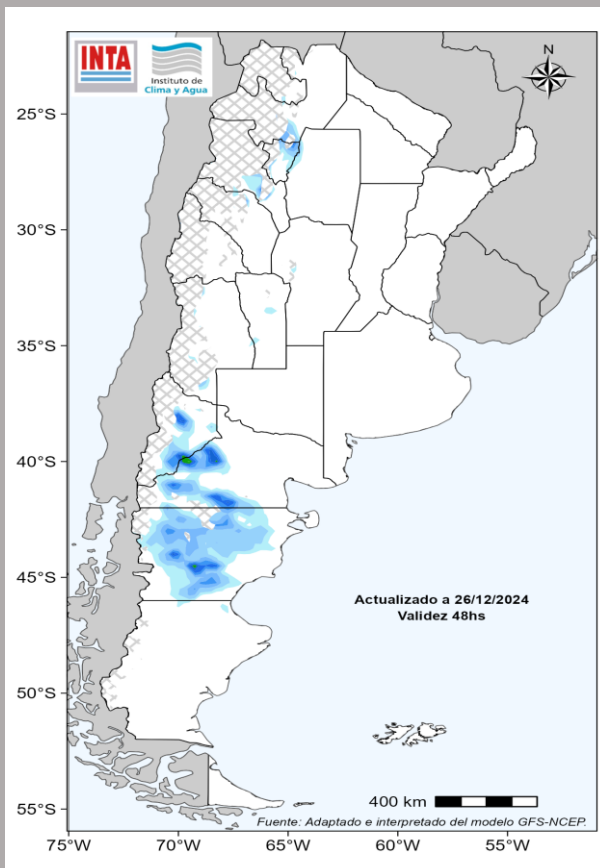 INTA
Instituto de
Clima y Agua
N
25°S
30°S
35°S
40°S
45°S
50°S
55°S
Actualizado a 26/12/2024
Validez 48hs
400 km
Fuente: Adaptado e interpretado del modelo GFS-NCEP.
75°W
70°W
65°W
60°W
55°W